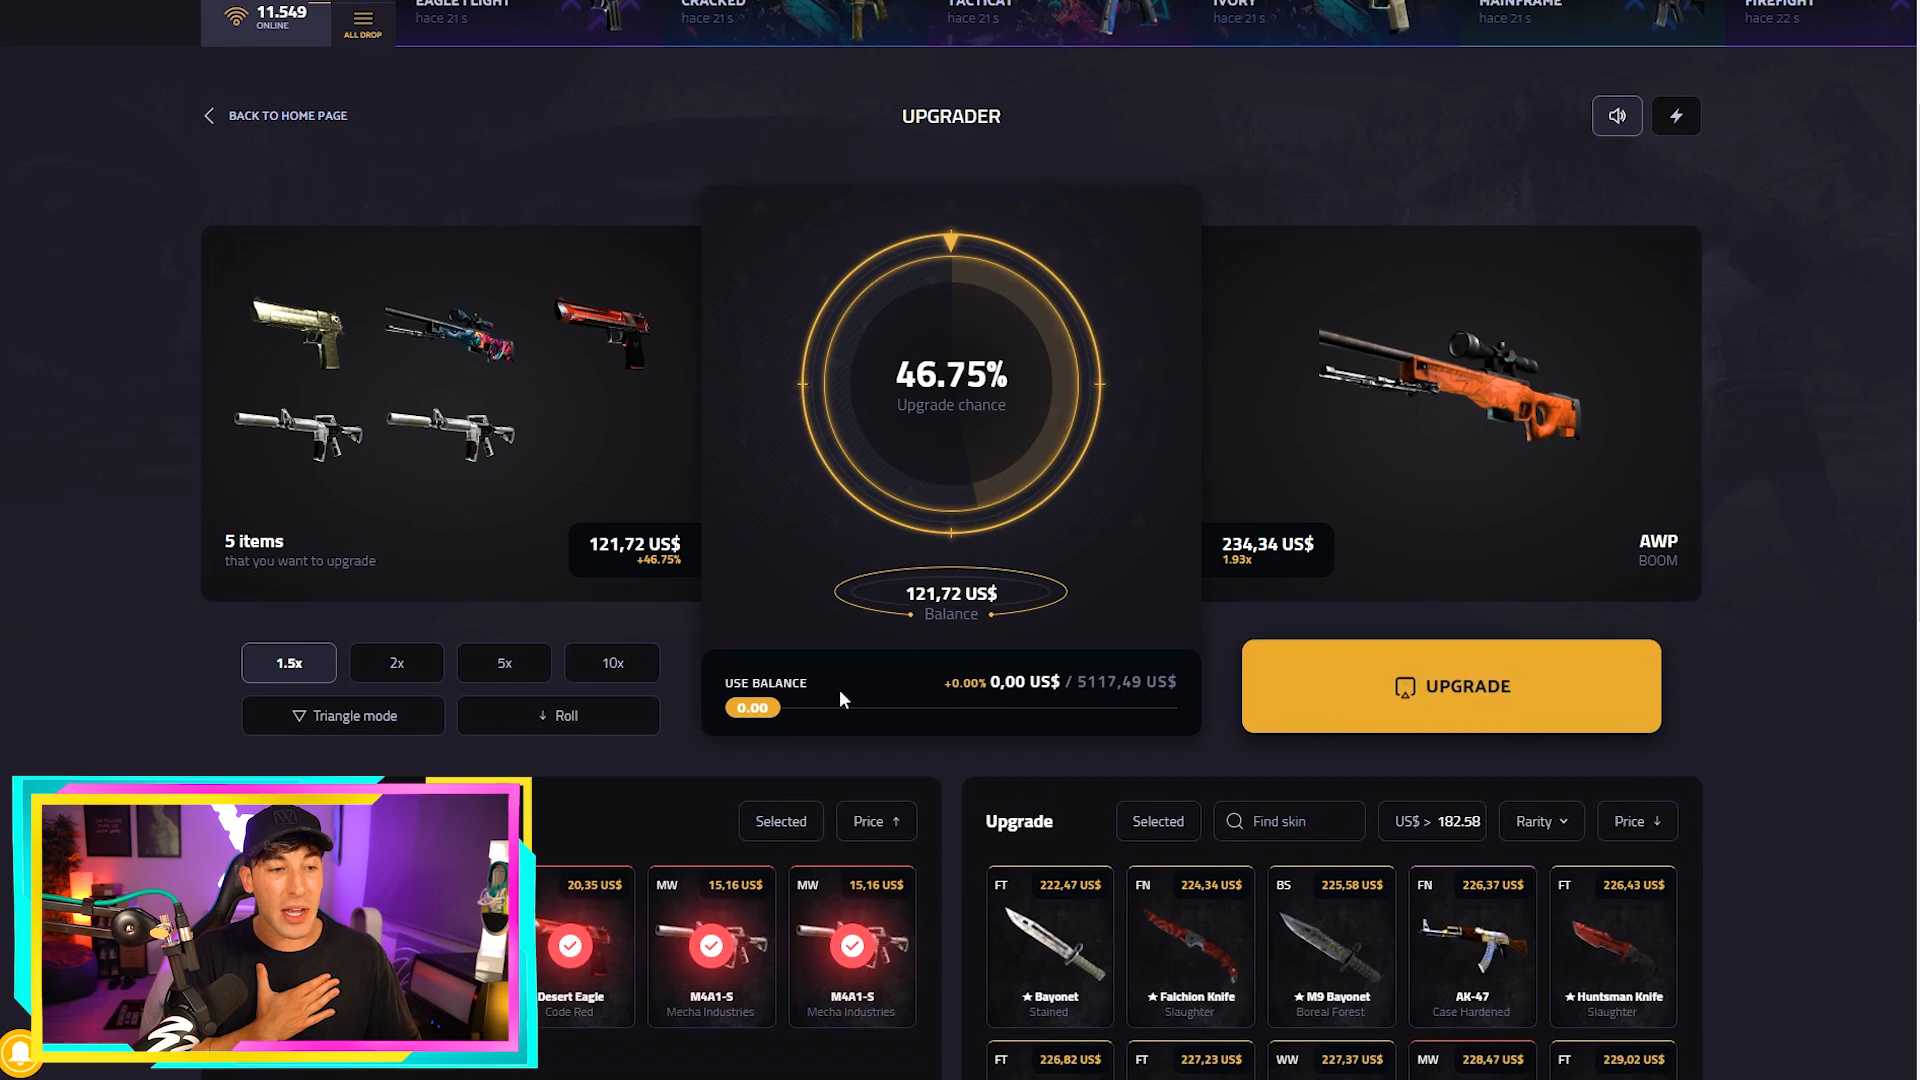 11.549
ONLINE
ALL DROP
hace 21 s
CRACKED
hace 21 s
TACTICAL
hace 21 s
IVORY
hace 21 s
MAINFRAME
hace 21 s
FIREFIGHT
hace 22 s
BACK TO HOME PAGE
UPGRADER
46.75%
Upgrade chance
5 items
that you want to upgrade
121,72 US$
+46.75%
121,72 US$
Balance
234,34 US$
1.93x
AWP
BOOM
1.5x
2x
5x
10x
Triangle mode
Roll
USE BALANCE
+0.00% 0,00 US$ / 5117,49 US$
0.00
UPGRADE
Selected
Price
20,35 US$
Desert Eagle
Code Red
MW 15,16 US$
M4A1-S
Mecha Industries
MW 15,16 US$
M4A1-S
Mecha Industries
Upgrade
Selected
Find skin
US$ > 182.58
Rarity
Price
FT 222,47 US$
★ Bayonet
Stained
FN 224,34 US$
★ Falchion Knife
Slaughter
BS 225,58 US$
★ M9 Bayonet
Boreal Forest
FN 226,37 US$
AK-47
Case Hardened
FT 226,43 US$
★ Huntsman Knife
Slaughter
FT 226,82 US$
FT 227,23 US$
WW 227,37 US$
MW 228,47 US$
FT 229,02 US$